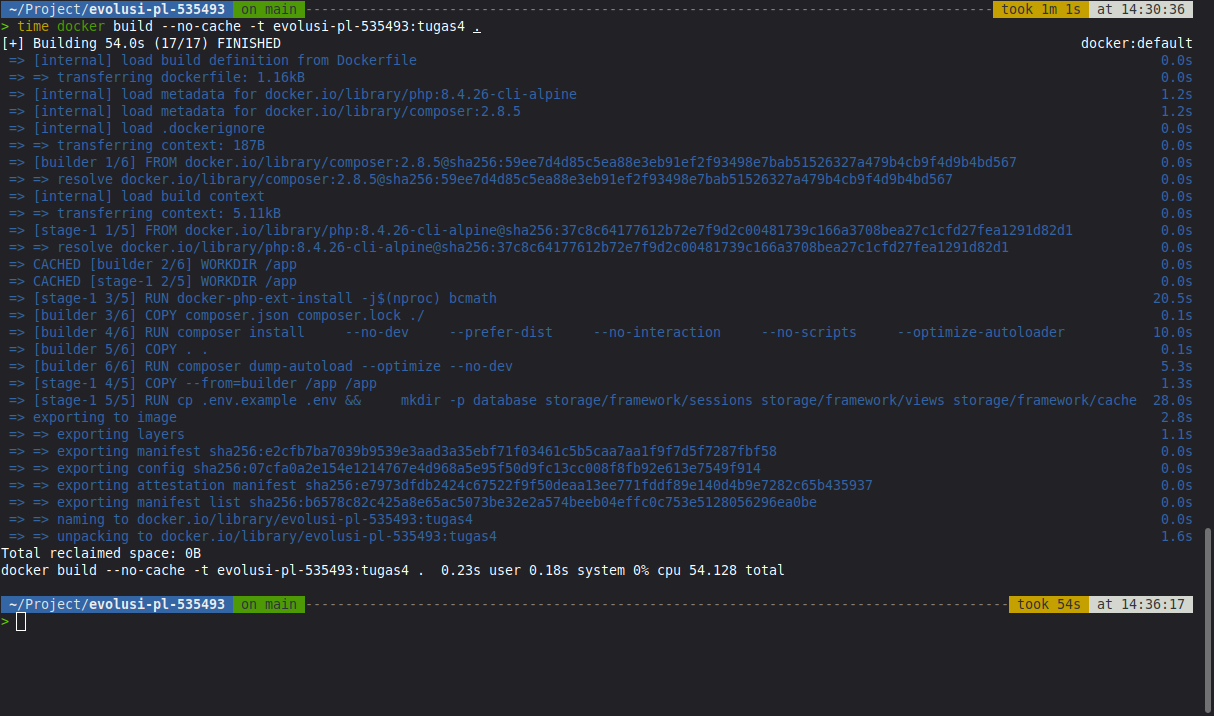 ~/Project/evolusi-pl-535493 on main took 1m 1s at 14:30:36
> time docker build --no-cache -t evolusi-pl-535493:tugas4 .
[+] Building 54.0s (17/17) FINISHED docker:default
=> [internal] load build definition from Dockerfile 0.0s
=> => transferring dockerfile: 1.16kB 0.0s
=> [internal] load metadata for docker.io/library/php:8.4.26-cli-alpine 1.2s
=> [internal] load metadata for docker.io/library/composer:2.8.5 1.2s
=> [internal] load .dockerignore 0.0s
=> => transferring context: 187B 0.0s
=> [builder 1/6] FROM docker.io/library/composer:2.8.5@sha256:59ee7d4d85c5ea88e3eb91ef2f93498e7bab51526327a479b4cb9f4d9b4bd567 0.0s
=> => resolve docker.io/library/composer:2.8.5@sha256:59ee7d4d85c5ea88e3eb91ef2f93498e7bab51526327a479b4cb9f4d9b4bd567 0.0s
=> [internal] load build context 0.0s
=> => transferring context: 5.11kB 0.0s
=> [stage-1 1/5] FROM docker.io/library/php:8.4.26-cli-alpine@sha256:37c8c64177612b72e7f9d2c00481739c166a3708bea27c1cfd27fea1291d82d1 0.0s
=> => resolve docker.io/library/php:8.4.26-cli-alpine@sha256:37c8c64177612b72e7f9d2c00481739c166a3708bea27c1cfd27fea1291d82d1 0.0s
=> CACHED [builder 2/6] WORKDIR /app 0.0s
=> CACHED [stage-1 2/5] WORKDIR /app 0.0s
=> [stage-1 3/5] RUN docker-php-ext-install -j$(nproc) bcmath 20.5s
=> [builder 3/6] COPY composer.json composer.lock ./ 0.1s
=> [builder 4/6] RUN composer install     --no-dev     --prefer-dist     --no-interaction     --no-scripts     --optimize-autoloader 10.0s
=> [builder 5/6] COPY . . 0.1s
=> [builder 6/6] RUN composer dump-autoload --optimize --no-dev 5.3s
=> [stage-1 4/5] COPY --from=builder /app /app 1.3s
=> [stage-1 5/5] RUN cp .env.example .env &&     mkdir -p database storage/framework/sessions storage/framework/views storage/framework/cache 28.0s
=> exporting to image 2.8s
=> => exporting layers 1.1s
=> => exporting manifest sha256:e2cfb7ba7039b9539e3aad3a35ebf71f03461c5b5caa7aa1f9f7d5f7287fbf58 0.0s
=> => exporting config sha256:07cfa0a2e154e1214767e4d968a5e95f50d9fc13cc008f8fb92e613e7549f914 0.0s
=> => exporting attestation manifest sha256:e7973dfdb2424c67522f9f50deaa13ee771fddf89e140d4b9e7282c65b435937 0.0s
=> => exporting manifest list sha256:b6578c82c425a8e65ac5073be32e2a574beeb04effc0c753e5128056296ea0be 0.0s
=> => naming to docker.io/library/evolusi-pl-535493:tugas4 0.0s
=> => unpacking to docker.io/library/evolusi-pl-535493:tugas4 1.6s
Total reclaimed space: 0B
docker build --no-cache -t evolusi-pl-535493:tugas4 .  0.23s user 0.18s system 0% cpu 54.128 total
~/Project/evolusi-pl-535493 on main took 54s at 14:36:17
>